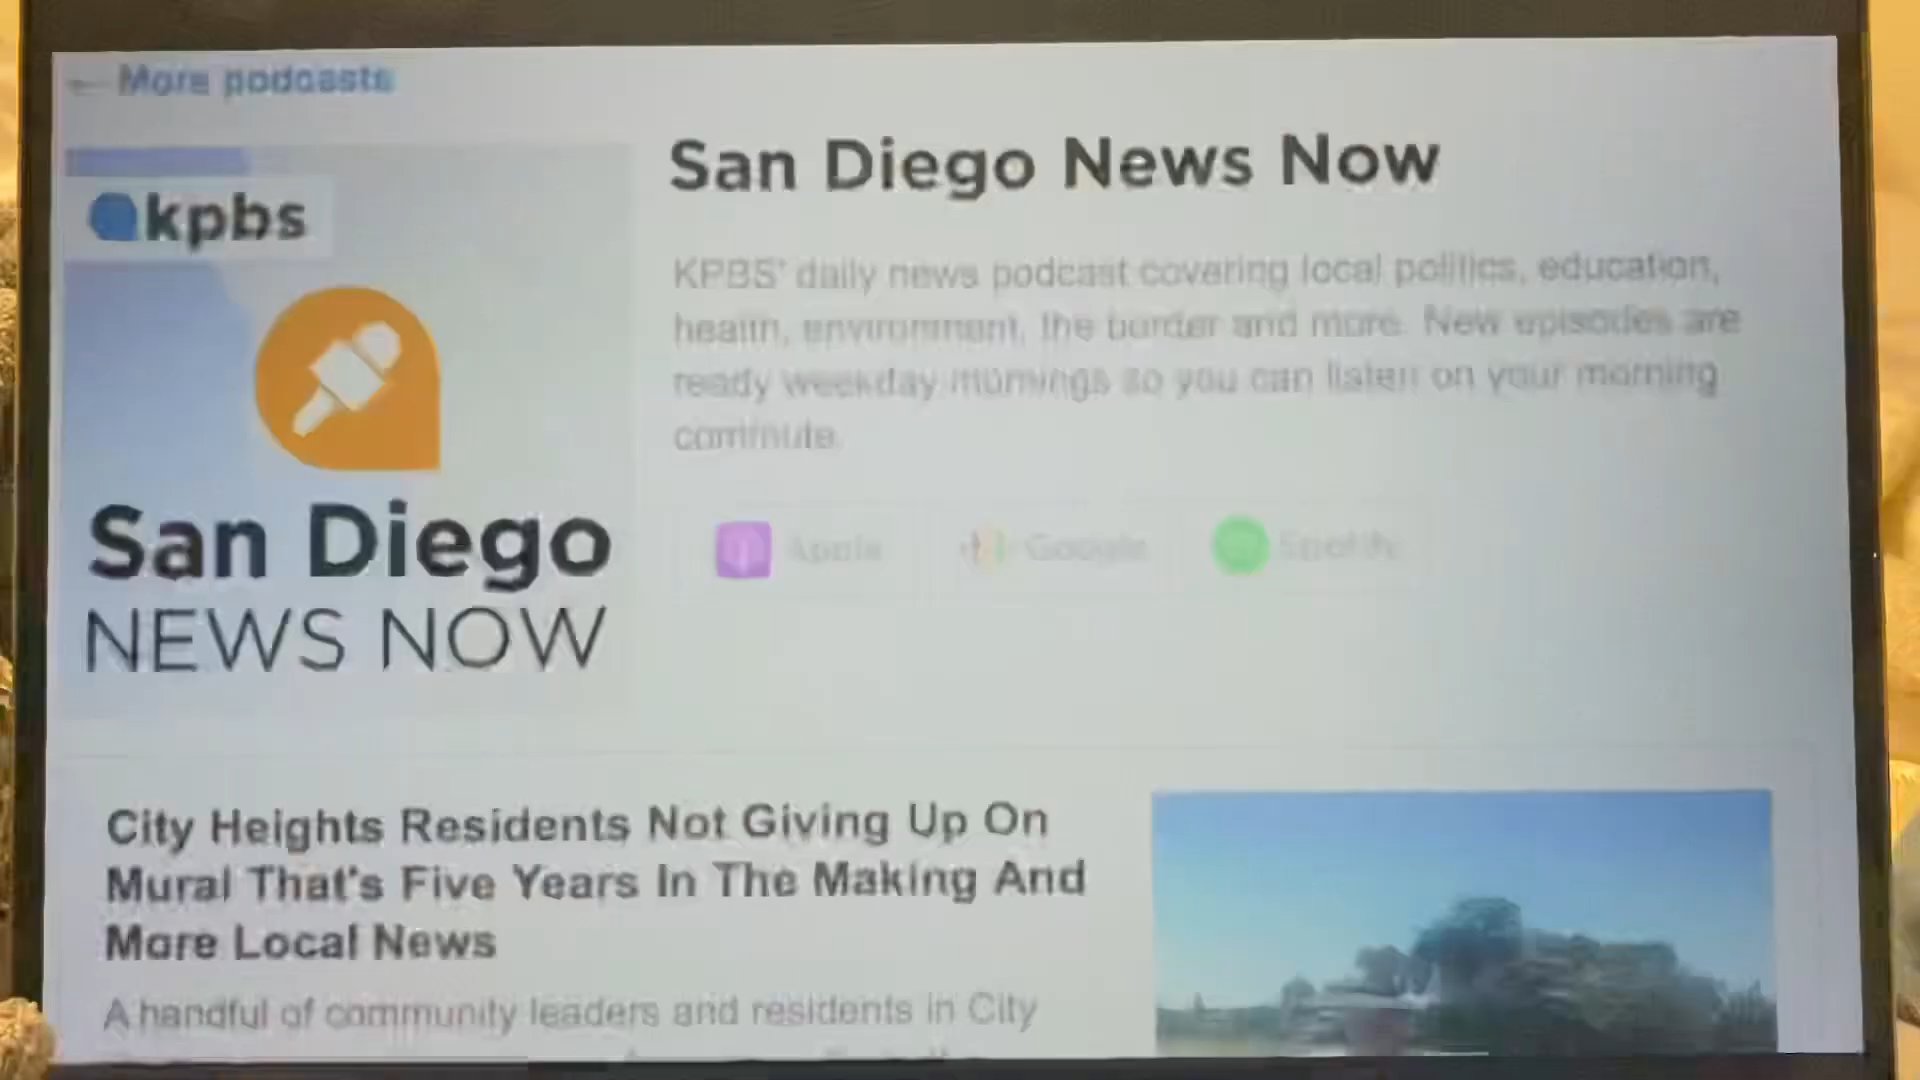 ← More podcasts
kpbs
San Diego
NEWS NOW
San Diego News Now
KPBS' daily news podcast covering local politics, education,
health, environment, the border and more. New episodes are
ready weekday mornings so you can listen on your morning
commute.
Apple
Google
Spotify
City Heights Residents Not Giving Up On
Mural That's Five Years In The Making And
More Local News
A handful of community leaders and residents in City